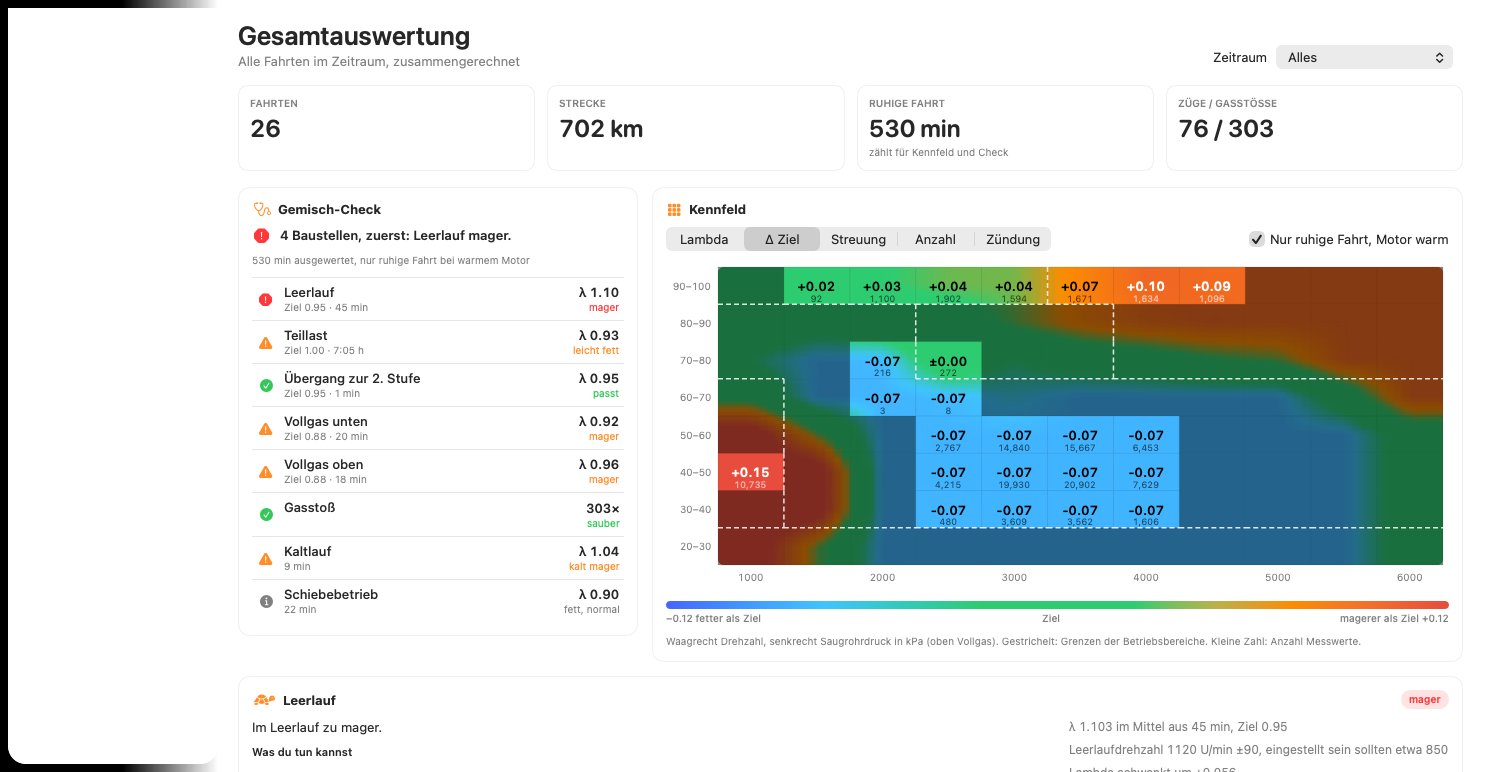 Gesamtauswertung
Alle Fahrten im Zeitraum, zusammengerechnet
Zeitraum Alles
FAHRTEN
26
STRECKE
702 km
RUHIGE FAHRT
530 min
zählt für Kennfeld und Check
ZÜGE / GASSTÖSSE
76 / 303
Gemisch-Check
4 Baustellen, zuerst: Leerlauf mager.
530 min ausgewertet, nur ruhige Fahrt bei warmem Motor
Leerlauf λ 1.10
Ziel 0.95 · 45 min mager
Teillast λ 0.93
Ziel 1.00 · 7:05 h leicht fett
Übergang zur 2. Stufe λ 0.95
Ziel 0.95 · 1 min passt
Vollgas unten λ 0.92
Ziel 0.88 · 20 min mager
Vollgas oben λ 0.96
Ziel 0.88 · 18 min mager
Gasstoß 303×
sauber
Kaltlauf λ 1.04
9 min kalt mager
Schiebebetrieb λ 0.90
22 min fett, normal
Kennfeld
Lambda Δ Ziel Streuung Anzahl Zündung
Nur ruhige Fahrt, Motor warm
90–100 +0.02 +0.03 +0.04 +0.04 +0.07 +0.10 +0.09
92 1,100 1,902 1,594 1,671 1,634 1,096
80–90
70–80 -0.07 ±0.00
216 272
60–70 -0.07 -0.07
3 8
50–60 -0.07 -0.07 -0.07 -0.07
2,767 14,840 15,667 6,453
40–50 +0.15 -0.07 -0.07 -0.07 -0.07
10,735 4,215 19,930 20,902 7,629
30–40 -0.07 -0.07 -0.07 -0.07
480 3,609 3,562 1,606
20–30
1000 2000 3000 4000 5000 6000
−0.12 fetter als Ziel Ziel magerer als Ziel +0.12
Waagrecht Drehzahl, senkrecht Saugrohrdruck in kPa (oben Vollgas). Gestrichelt: Grenzen der Betriebsbereiche. Kleine Zahl: Anzahl Messwerte.
Leerlauf mager
Im Leerlauf zu mager.
Was du tun kannst
λ 1.103 im Mittel aus 45 min, Ziel 0.95
Leerlaufdrehzahl 1120 U/min ±90, eingestellt sein sollten etwa 850